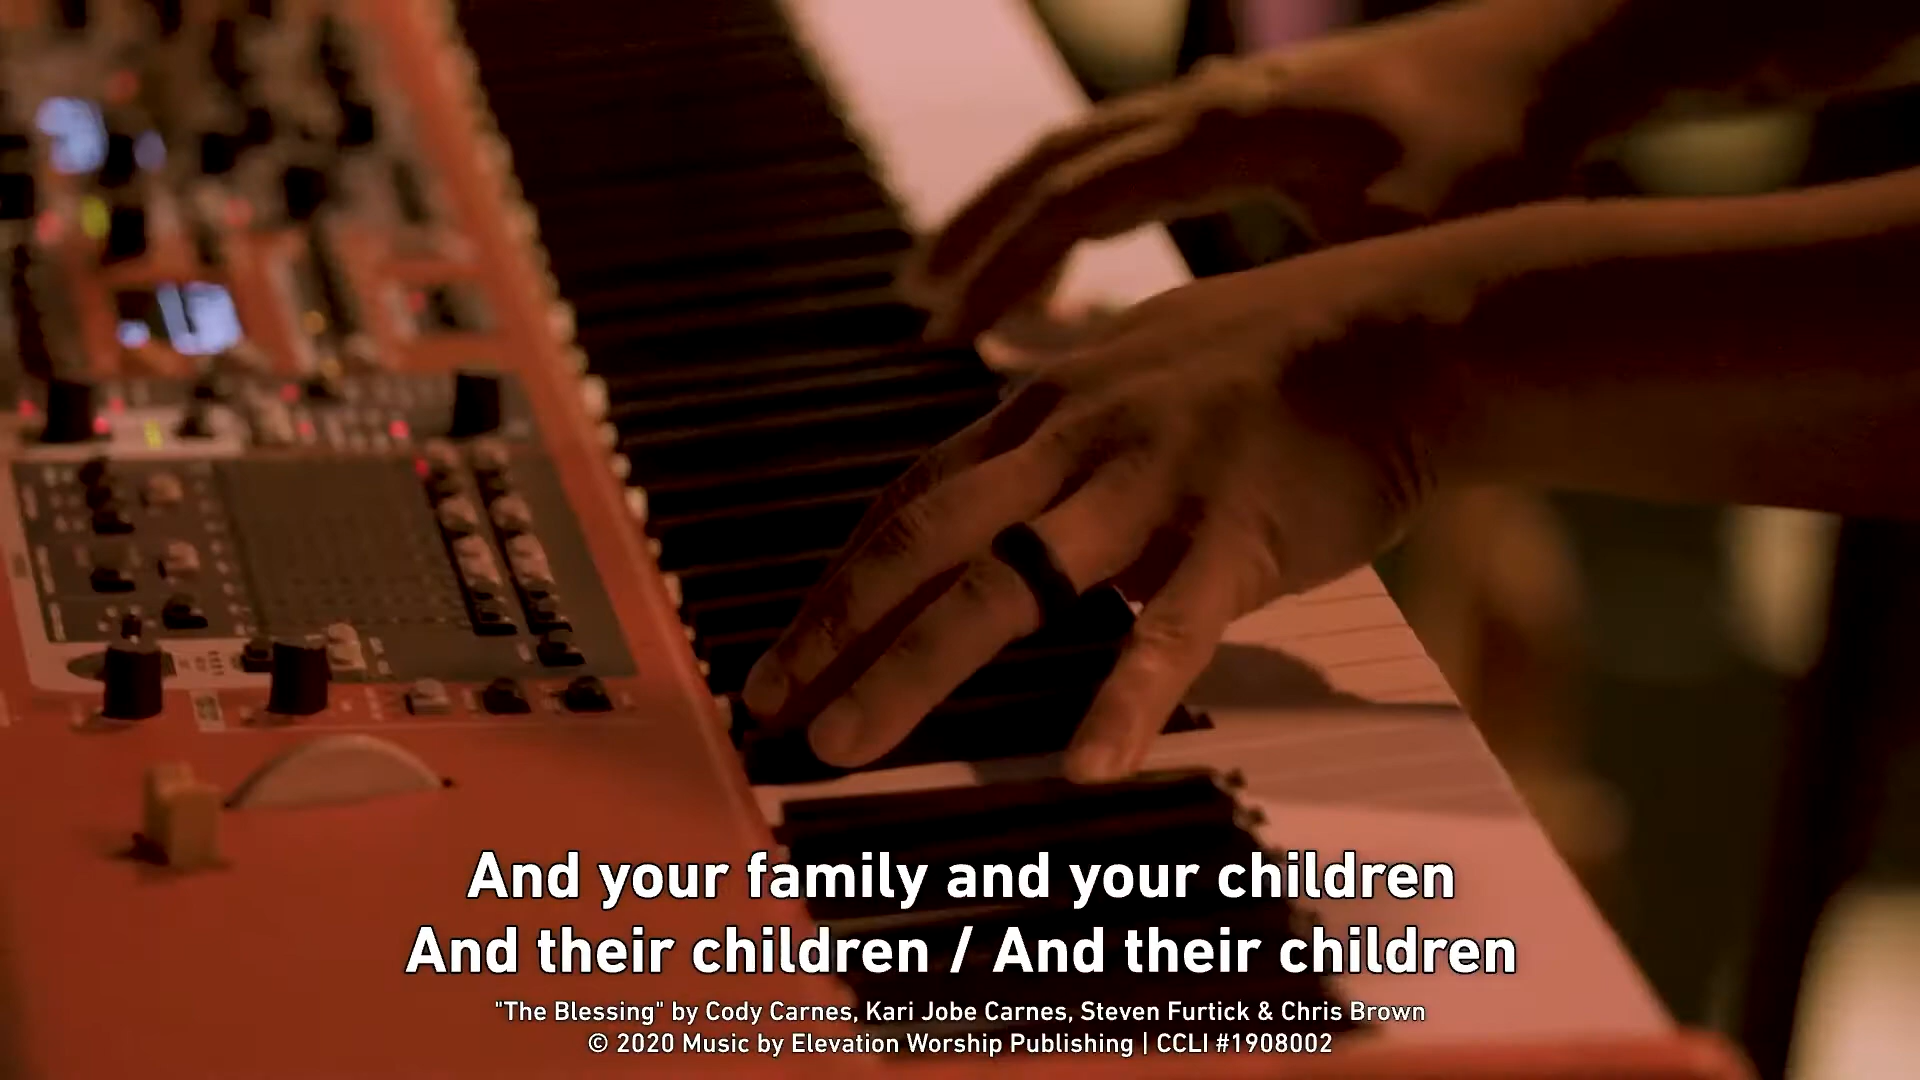 And your family and your children
And their children / And their children
"The Blessing" by Cody Carnes, Kari Jobe Carnes, Steven Furtick & Chris Brown
© 2020 Music by Elevation Worship Publishing | CCLI #1908002